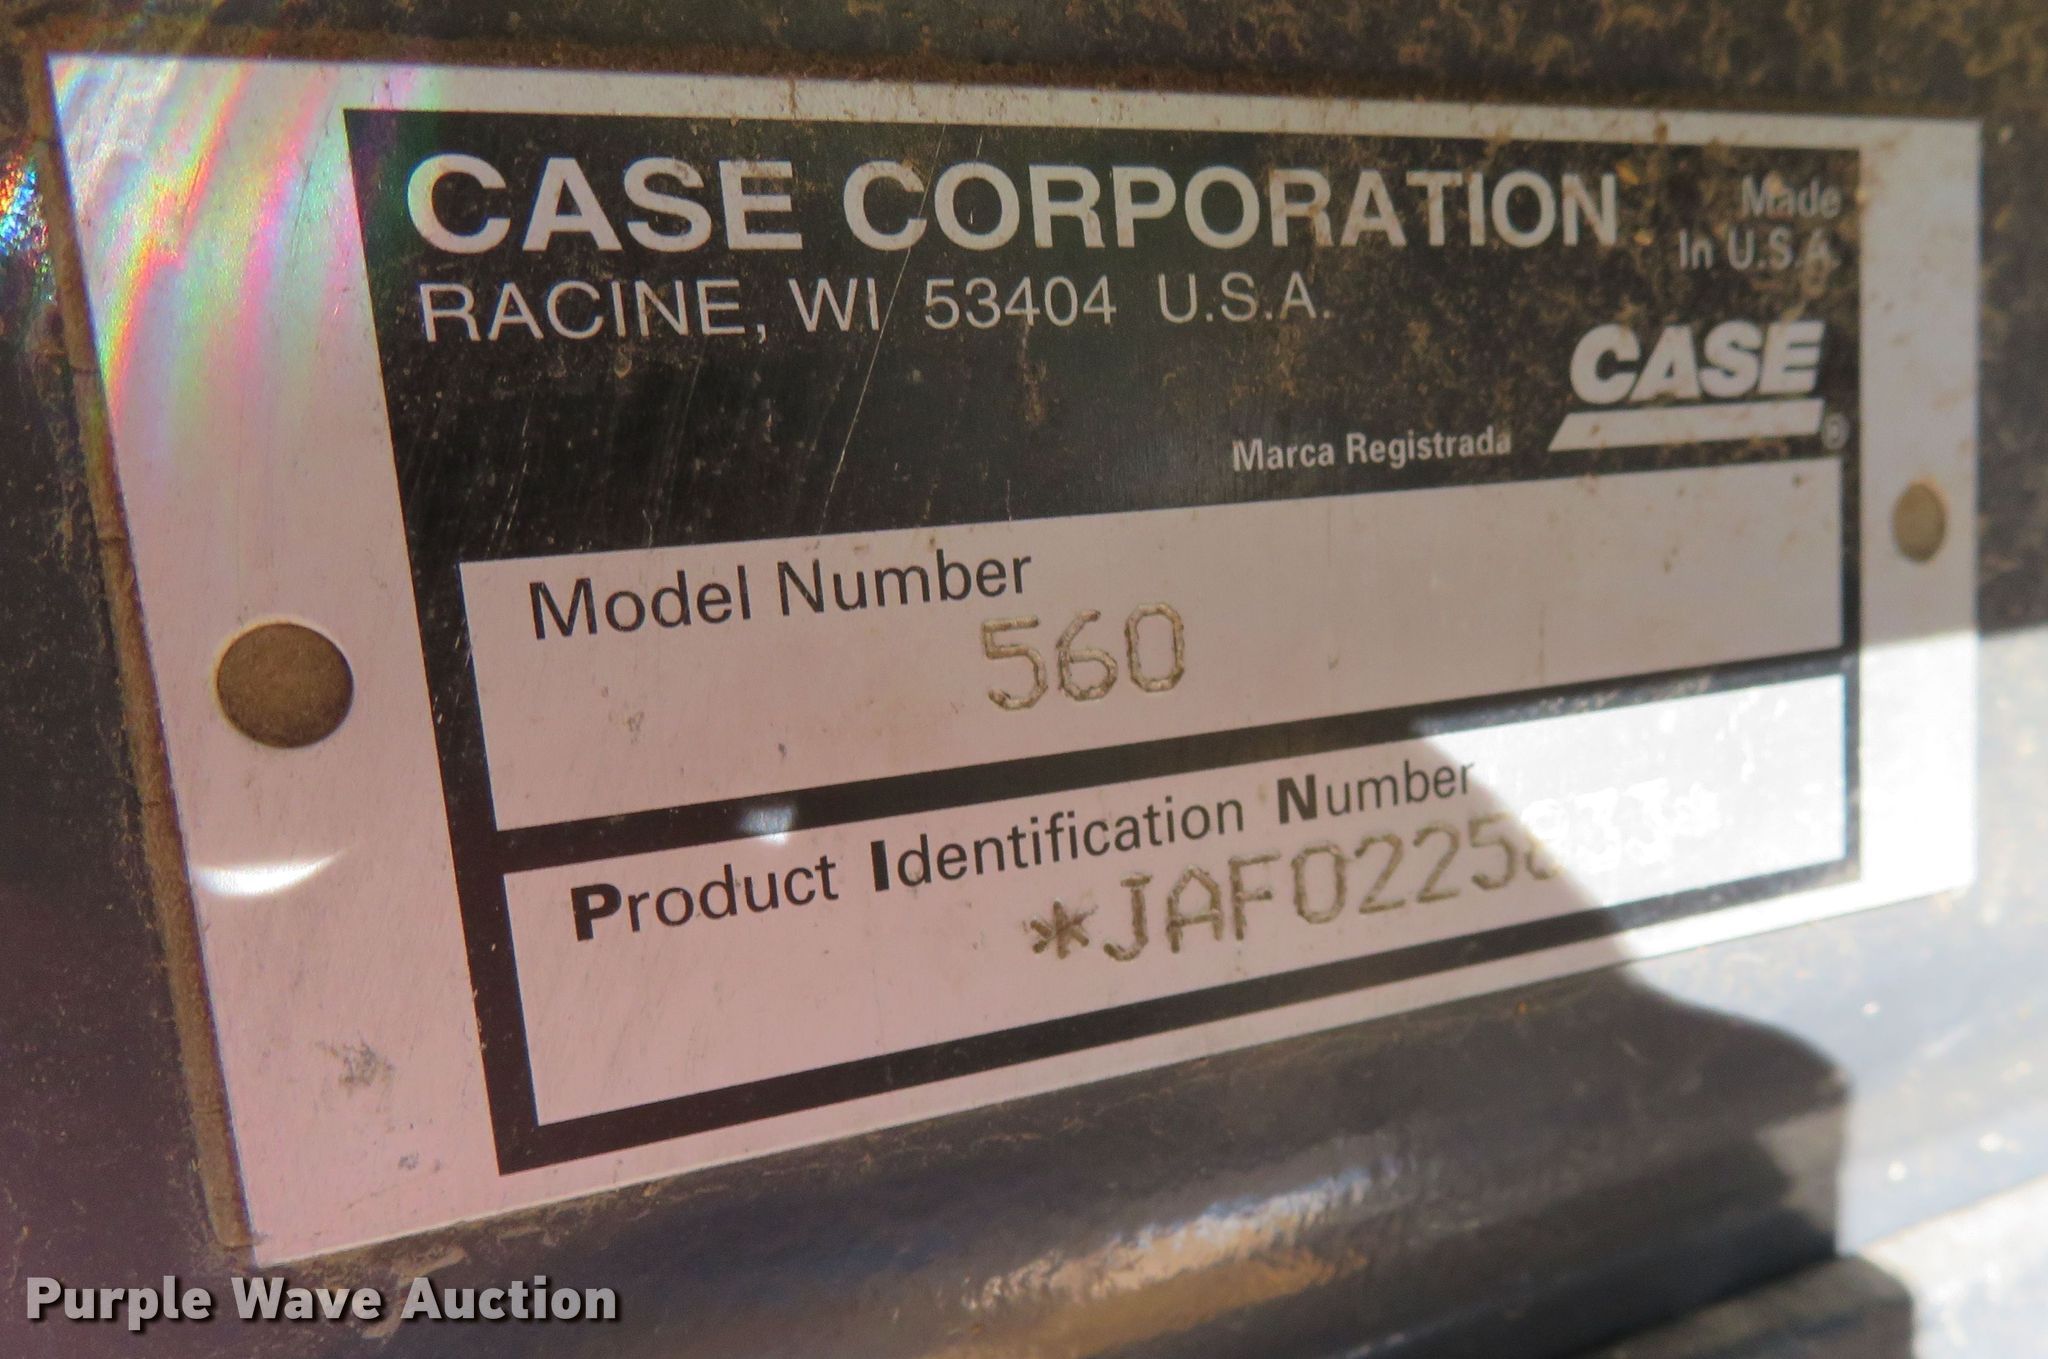 CASE CORPORATION
RACINE, WI 53404 U.S.A.
Made
In U.S.A.
CASE
Marca Registrada ®
Model Number
560
Product Identification Number
*JAF0225833*
Purple Wave Auction